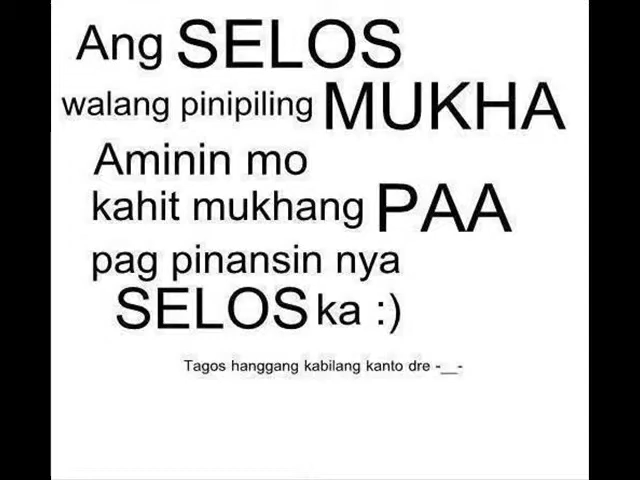 Ang SELOS
walang pinipiling MUKHA
Aminin mo
kahit mukhang PAA
pag pinansin nya
SELOS ka :)
Tagos hanggang kabilang kanto dre -__-